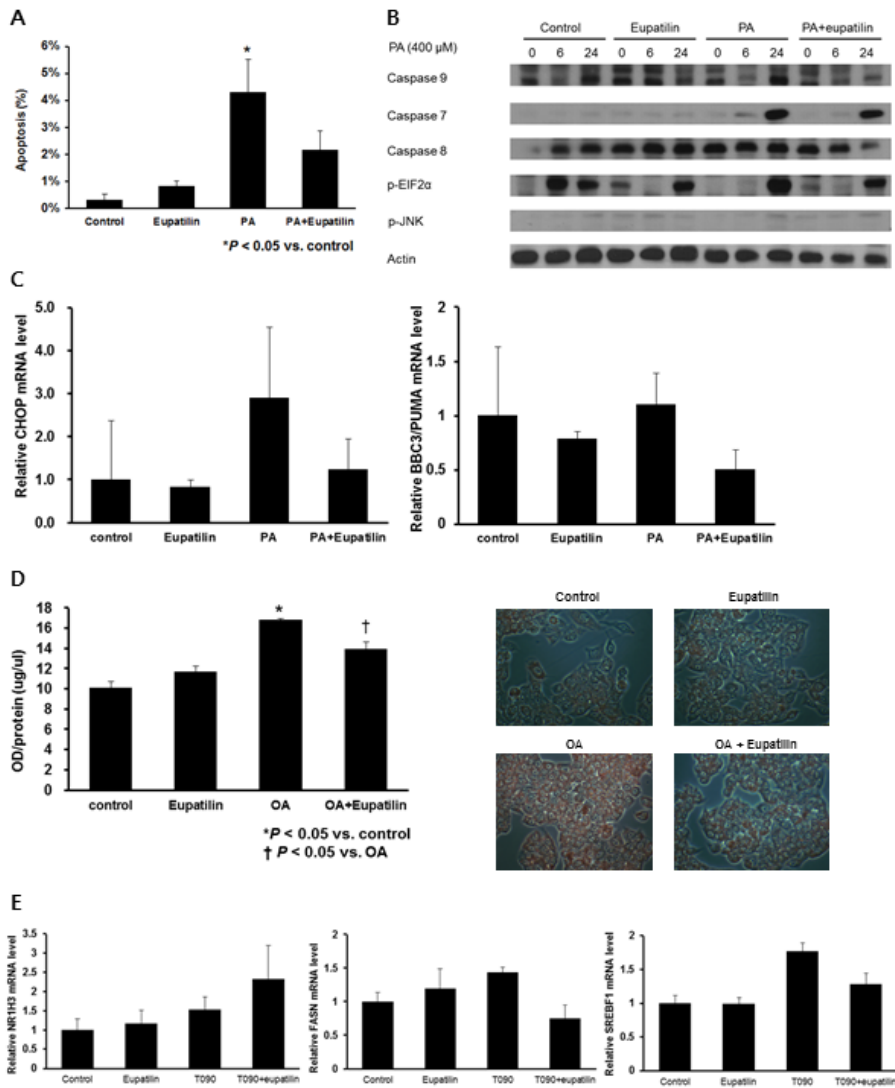 A
Apoptosis (%)
6%
5%
4%
3%
2%
1%
0%
*
Control Eupatilin PA PA+Eupatilin
*P < 0.05 vs. control
B
Control Eupatilin PA PA+eupatilin
PA (400 µM) 0 6 24 0 6 24 0 6 24 0 6 24
Caspase 9
Caspase 7
Caspase 8
p-EIF2α
p-JNK
Actin
C
Relative CHOP mRNA level
5.0
4.0
3.0
2.0
1.0
0.0
control Eupatilin PA PA+Eupatilin
Relative BBC3/PUMA mRNA level
2
1.5
1
0.5
0
control Eupatilin PA PA+Eupatilin
D
OD/protein (ug/ul)
18
16
14
12
10
8
6
4
2
0
*
†
control Eupatilin OA OA+Eupatilin
*P < 0.05 vs. control
† P < 0.05 vs. OA
Control Eupatilin
OA OA + Eupatilin
E
Relative NR1H3 mRNA level
3.5
3
2.5
2
1.5
1
0.5
0
Control Eupatilin T090 T090+eupatilin
Relative FASN mRNA level
2
1.5
1
0.5
0
Control Eupatilin T090 T090+eupatilin
Relative SREBF1 mRNA level
2
1.5
1
0.5
0
Control Eupatilin T090 T090+eupatilin